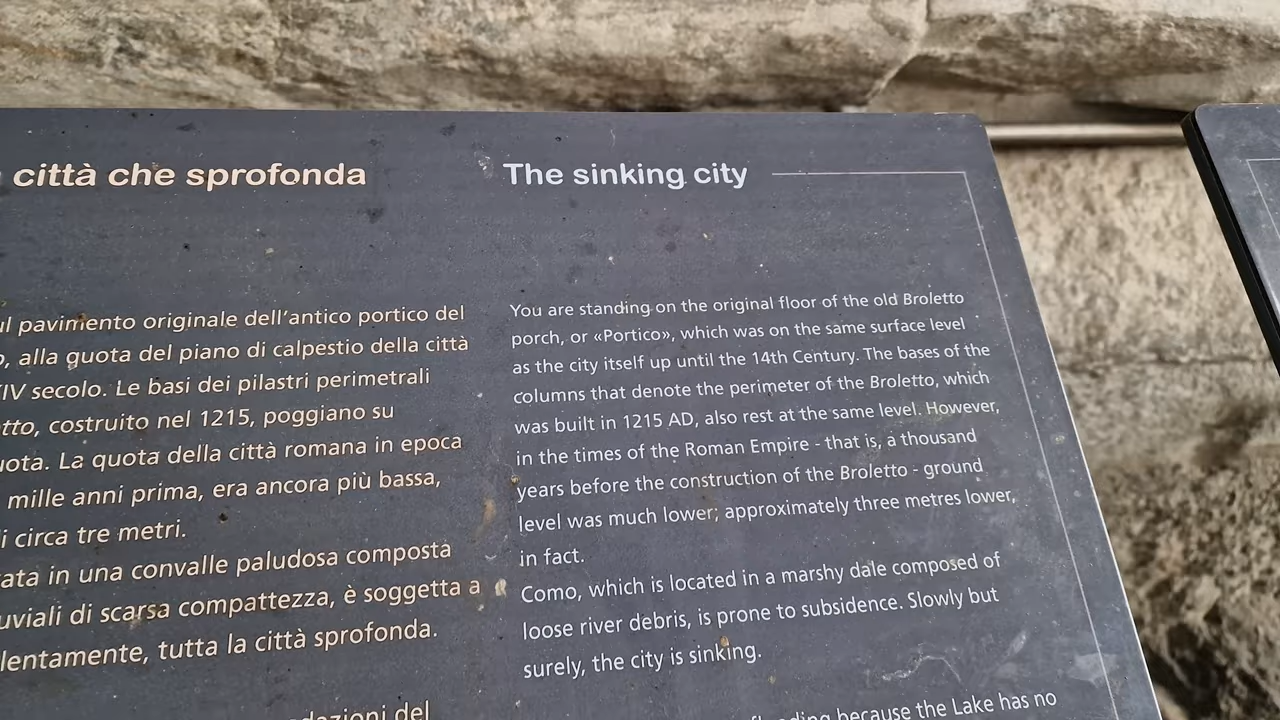 città che sprofonda
ul pavimento originale dell'antico portico del
o, alla quota del piano di calpestio della città
IV secolo. Le basi dei pilastri perimetrali
etto, costruito nel 1215, poggiano su
uota. La quota della città romana in epoca
mille anni prima, era ancora più bassa,
i circa tre metri.
ata in una convalle paludosa composta
uviali di scarsa compattezza, è soggetta a
lentamente, tutta la città sprofonda.
dazioni del
The sinking city
You are standing on the original floor of the old Broletto
porch, or «Portico», which was on the same surface level
as the city itself up until the 14th Century. The bases of the
columns that denote the perimeter of the Broletto, which
was built in 1215 AD, also rest at the same level. However,
in the times of the Roman Empire - that is, a thousand
years before the construction of the Broletto - ground
level was much lower; approximately three metres lower,
in fact.
Como, which is located in a marshy dale composed of
loose river debris, is prone to subsidence. Slowly but
surely, the city is sinking.
flooding because the Lake has no